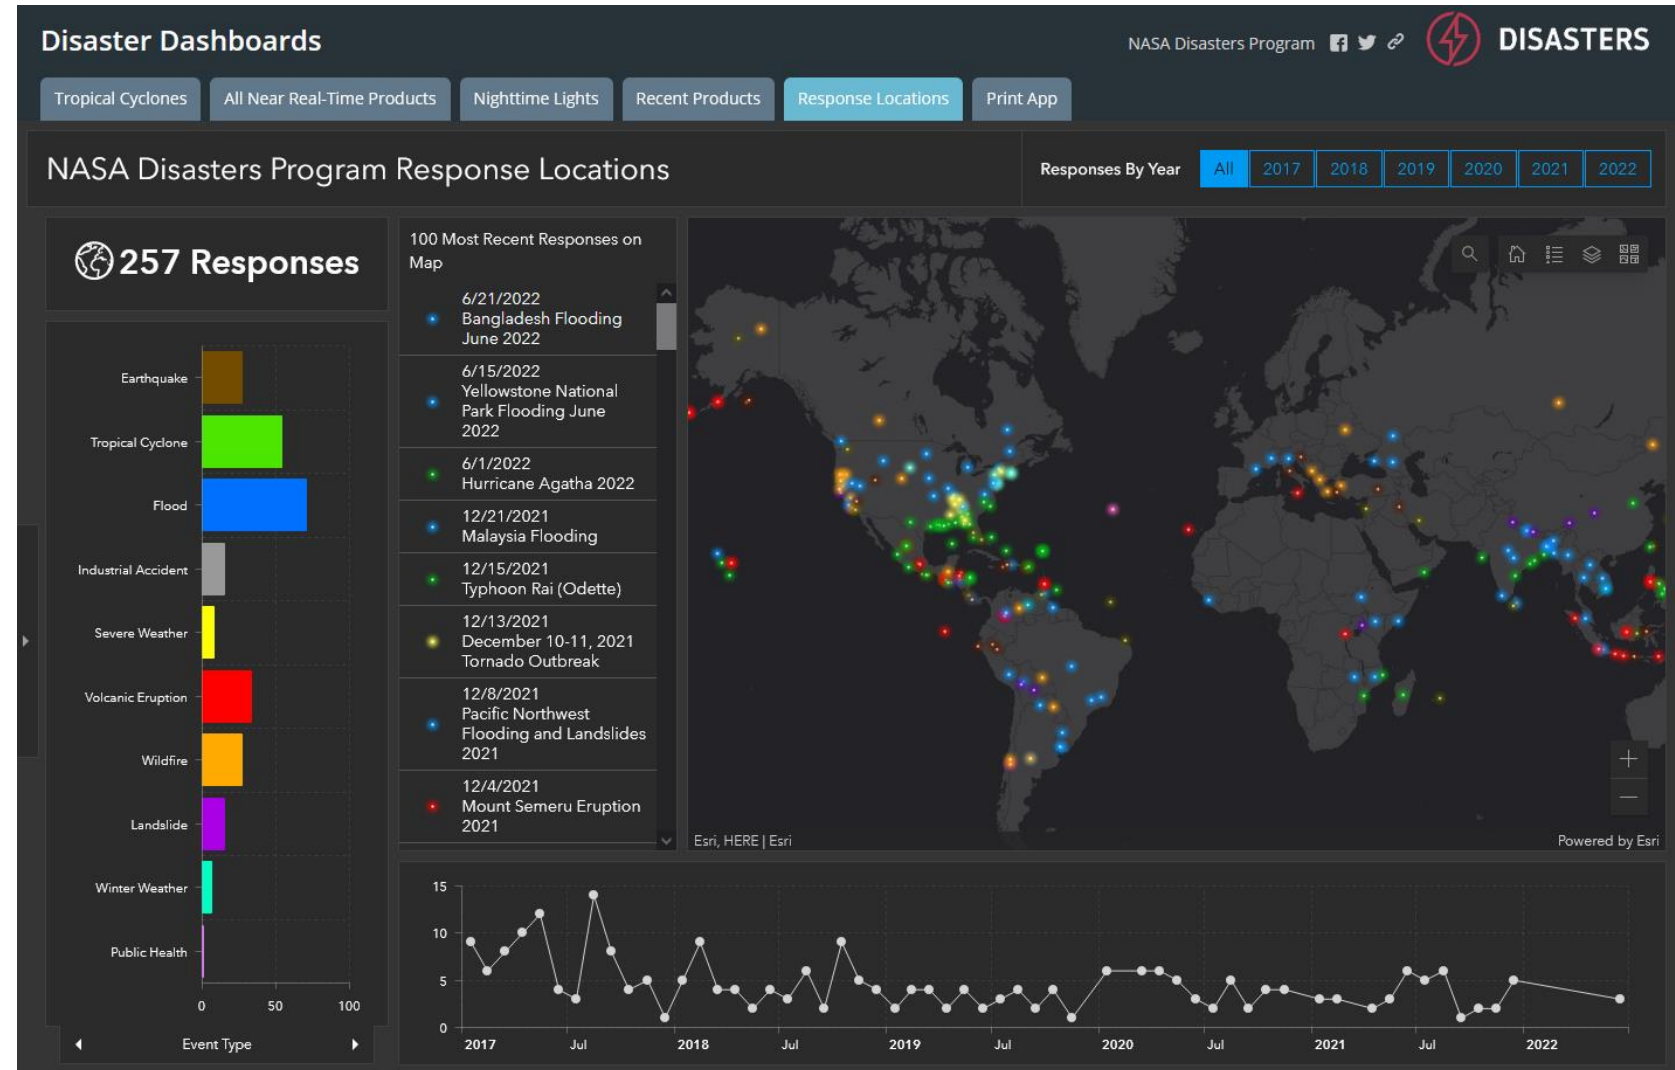 Disaster Dashboards
NASA Disasters Program
DISASTERS
Tropical Cyclones
All Near Real-Time Products
Nighttime Lights
Recent Products
Response Locations
Print App
NASA Disasters Program Response Locations
Responses By Year
All
2017
2018
2019
2020
2021
2022
257 Responses
Earthquake
Tropical Cyclone
Flood
Industrial Accident
Severe Weather
Volcanic Eruption
Wildfire
Landslide
Winter Weather
Public Health
0
50
100
Event Type
100 Most Recent Responses on
Map
6/21/2022
Bangladesh Flooding
June 2022
6/15/2022
Yellowstone National
Park Flooding June
2022
6/1/2022
Hurricane Agatha 2022
12/21/2021
Malaysia Flooding
12/15/2021
Typhoon Rai (Odette)
12/13/2021
December 10-11, 2021
Tornado Outbreak
12/8/2021
Pacific Northwest
Flooding and Landslides
2021
12/4/2021
Mount Semeru Eruption
2021
Esri, HERE | Esri
Powered by Esri
15
10
5
0
2017
Jul
2018
Jul
2019
Jul
2020
Jul
2021
Jul
2022